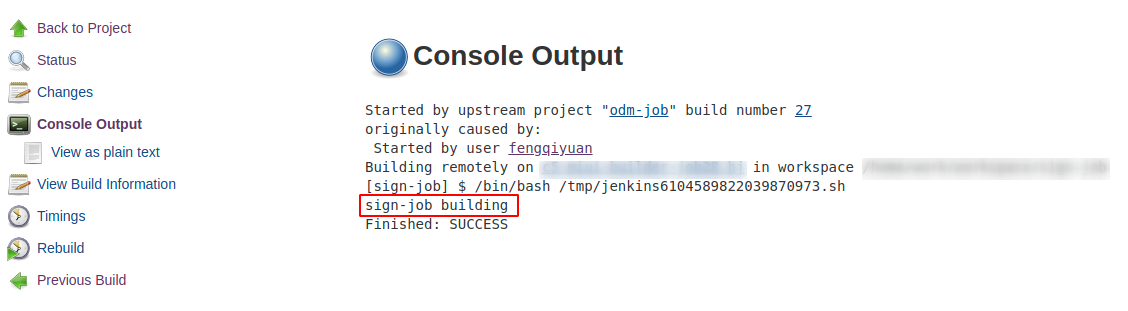 Back to Project
Status
Changes
Console Output
View as plain text
View Build Information
Timings
Rebuild
Previous Build
Console Output
Started by upstream project "odm-job" build number 27
originally caused by:
Started by user fengqiyuan
Building remotely on in workspace
[sign-job] $ /bin/bash /tmp/jenkins6104589822039870973.sh
sign-job building
Finished: SUCCESS